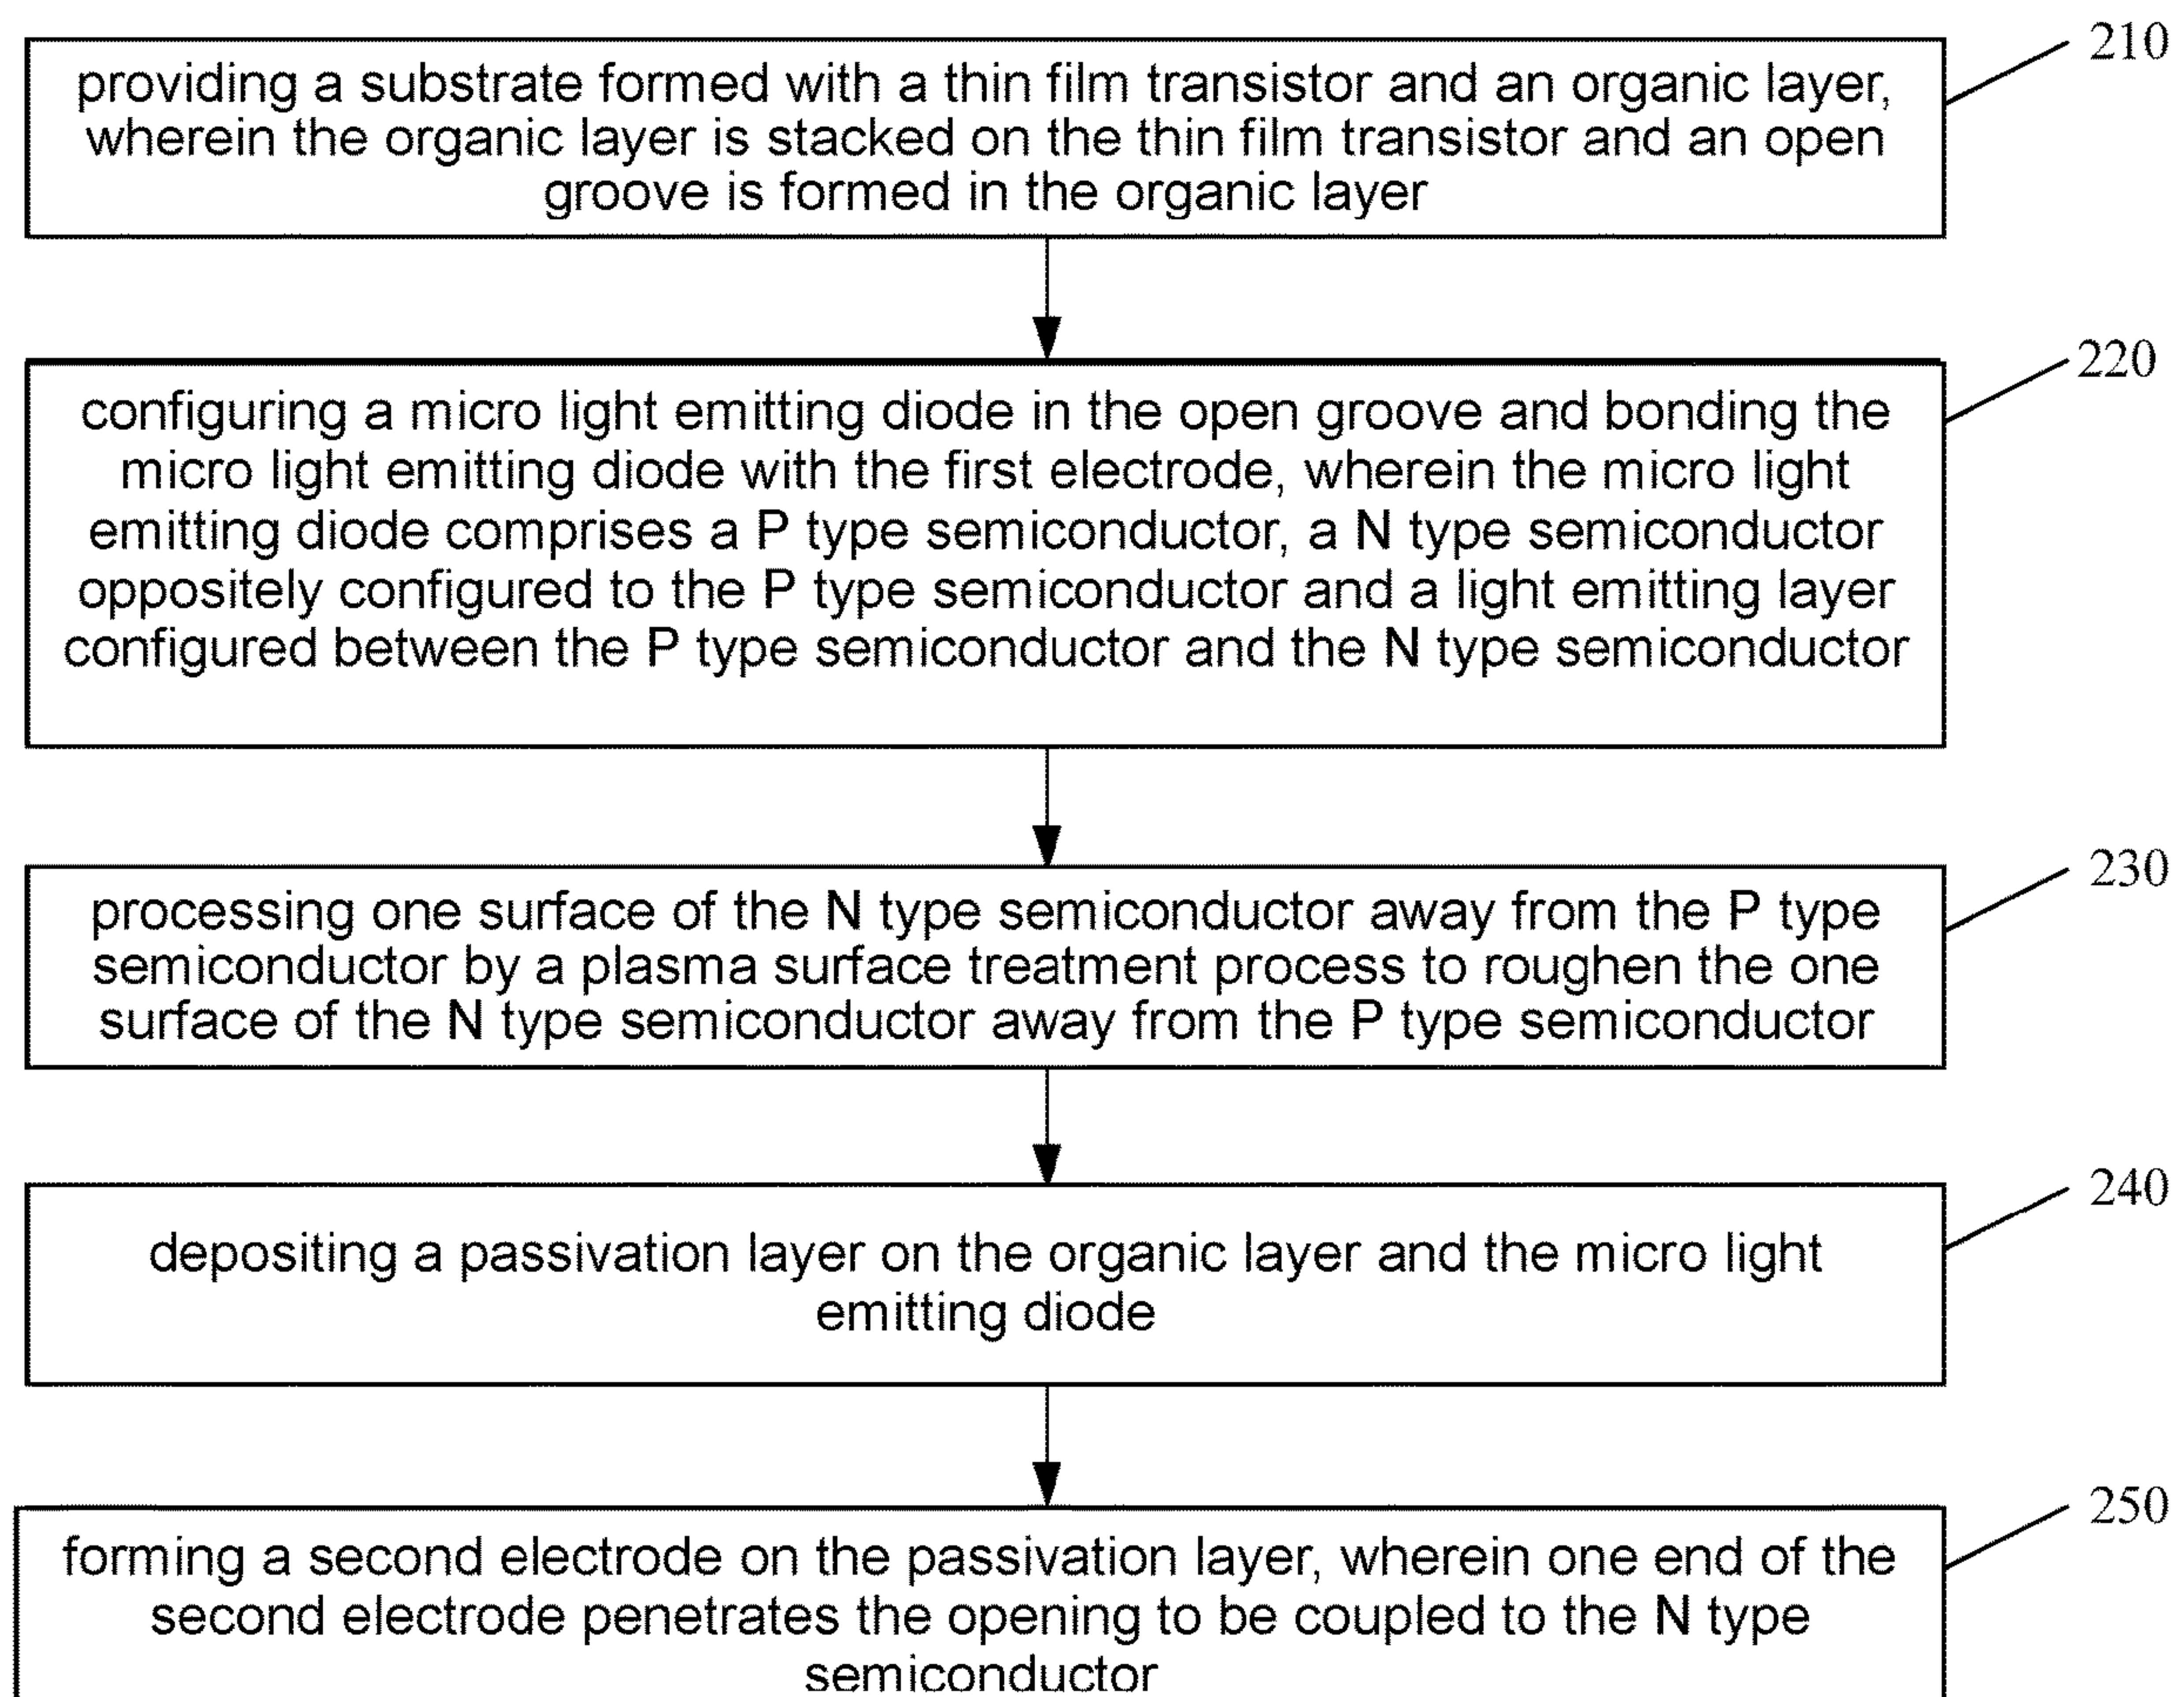 210
providing a substrate formed with a thin film transistor and an organic layer,
wherein the organic layer is stacked on the thin film transistor and an open
groove is formed in the organic layer
220
configuring a micro light emitting diode in the open groove and bonding the
micro light emitting diode with the first electrode, wherein the micro light
emitting diode comprises a P type semiconductor, a N type semiconductor
oppositely configured to the P type semiconductor and a light emitting layer
configured between the P type semiconductor and the N type semiconductor
230
processing one surface of the N type semiconductor away from the P type
semiconductor by a plasma surface treatment process to roughen the one
surface of the N type semiconductor away from the P type semiconductor
240
depositing a passivation layer on the organic layer and the micro light
emitting diode
250
forming a second electrode on the passivation layer, wherein one end of the
second electrode penetrates the opening to be coupled to the N type
semiconductor